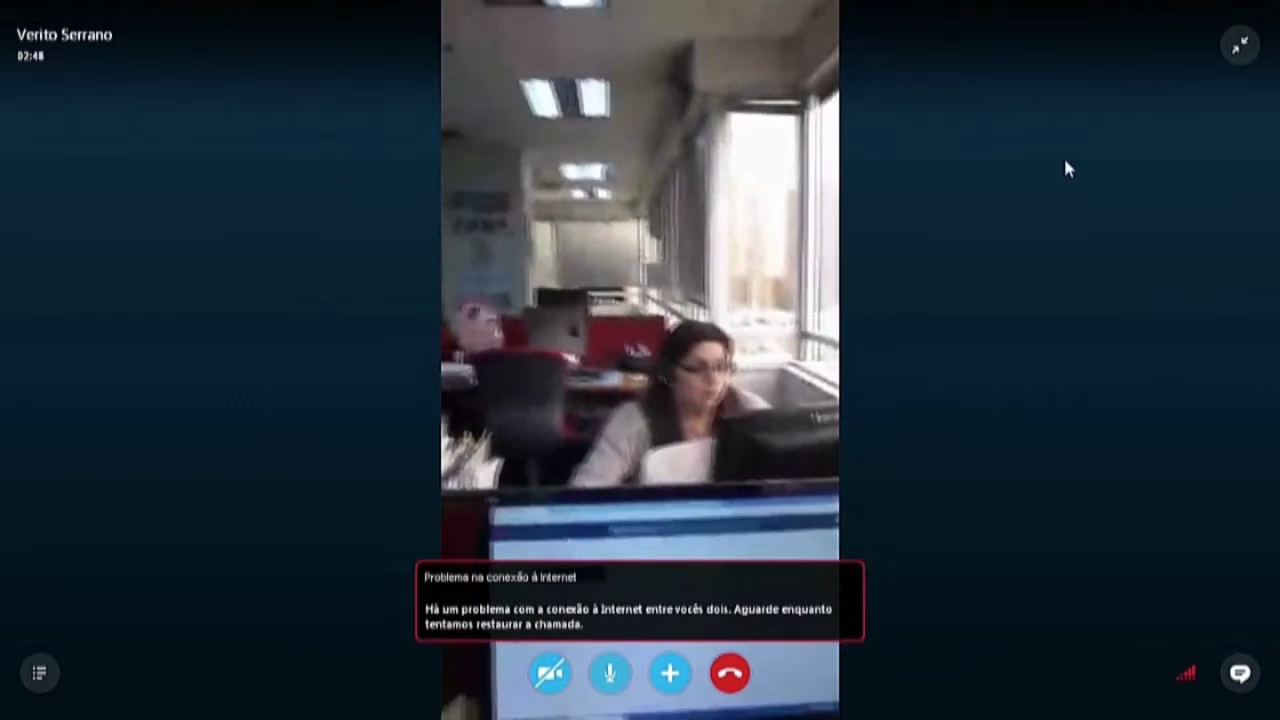 Verito Serrano
02:48
Problema na conexão à Internet
Há um problema com a conexão à Internet entre vocês dois. Aguarde enquanto
tentamos restaurar a chamada.